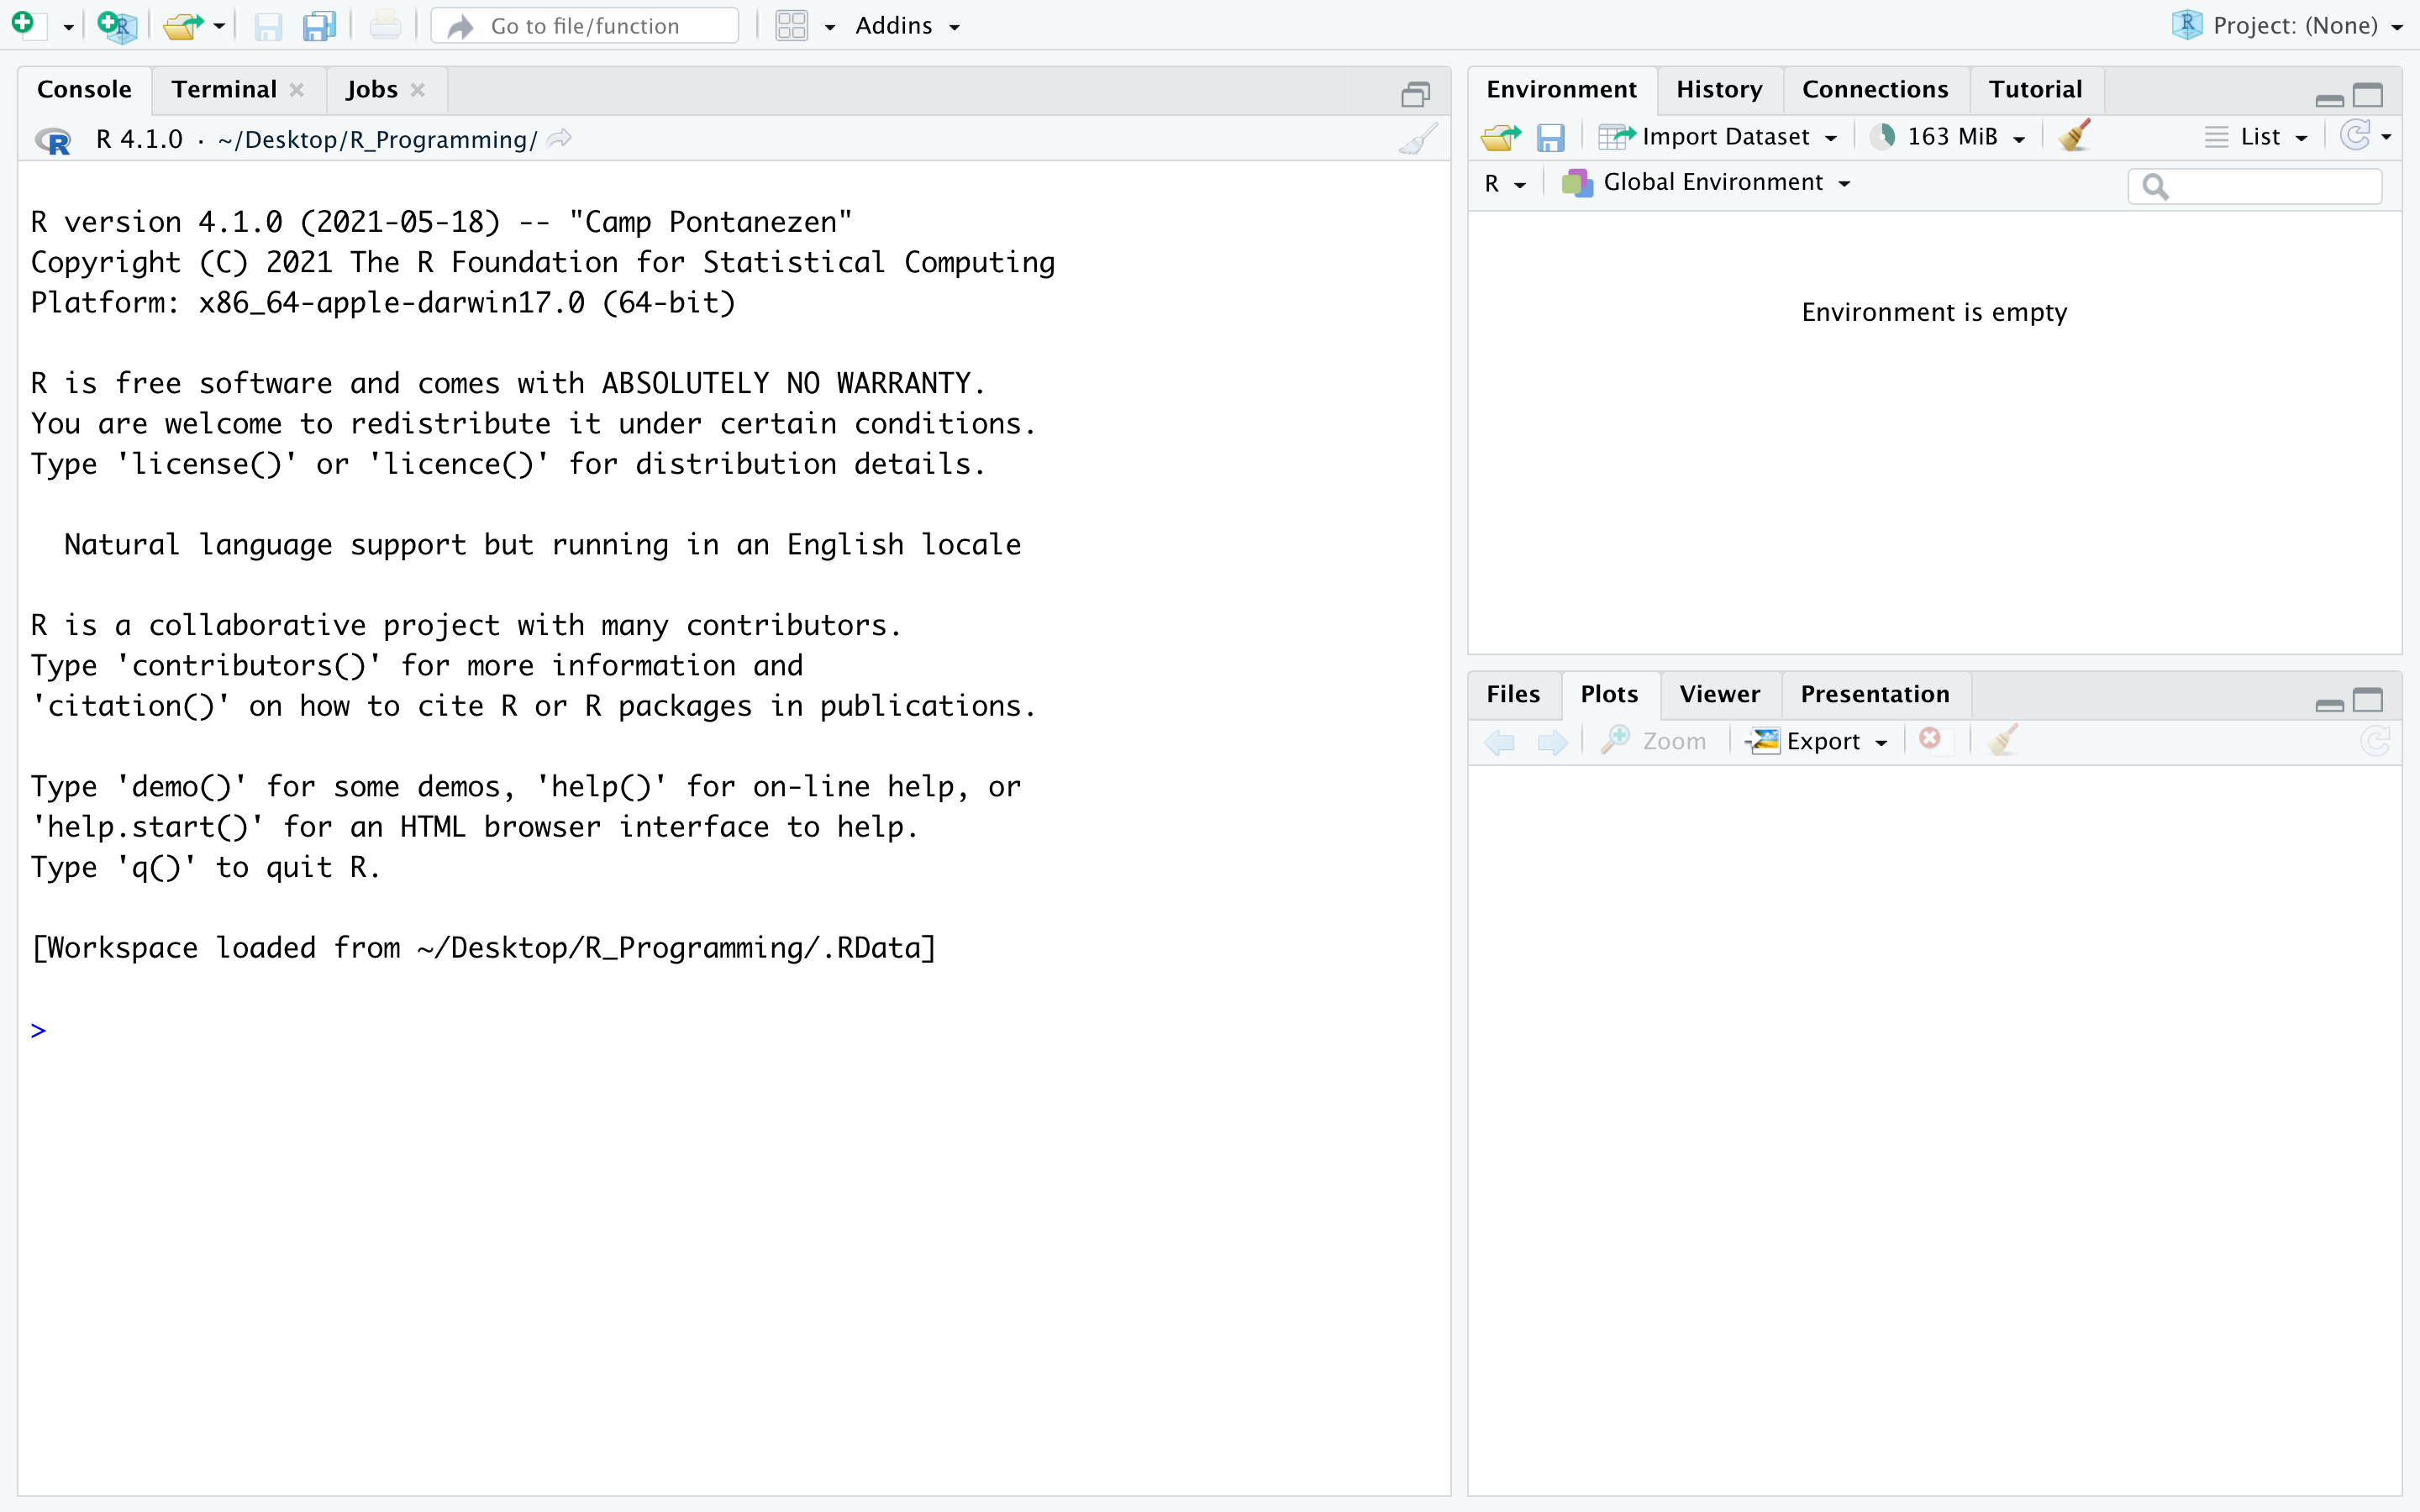 Go to file/function
Addins
Project: (None)
Console
Terminal
Jobs
R 4.1.0 · ~/Desktop/R_Programming/
R version 4.1.0 (2021-05-18) -- "Camp Pontanezen"
Copyright (C) 2021 The R Foundation for Statistical Computing
Platform: x86_64-apple-darwin17.0 (64-bit)
R is free software and comes with ABSOLUTELY NO WARRANTY.
You are welcome to redistribute it under certain conditions.
Type 'license()' or 'licence()' for distribution details.
Natural language support but running in an English locale
R is a collaborative project with many contributors.
Type 'contributors()' for more information and
'citation()' on how to cite R or R packages in publications.
Type 'demo()' for some demos, 'help()' for on-line help, or
'help.start()' for an HTML browser interface to help.
Type 'q()' to quit R.
[Workspace loaded from ~/Desktop/R_Programming/.RData]
>
Environment
History
Connections
Tutorial
Import Dataset
163 MiB
List
R
Global Environment
Environment is empty
Files
Plots
Viewer
Presentation
Zoom
Export